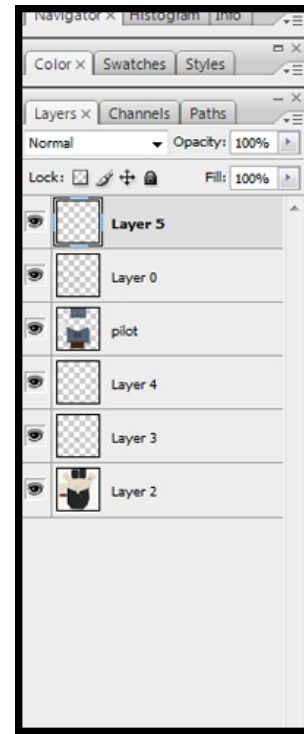 Navigator × Histogram Info
Color × Swatches Styles
Layers × Channels Paths
Normal Opacity: 100%
Lock: Fill: 100%
Layer 5
Layer 0
pilot
Layer 4
Layer 3
Layer 2